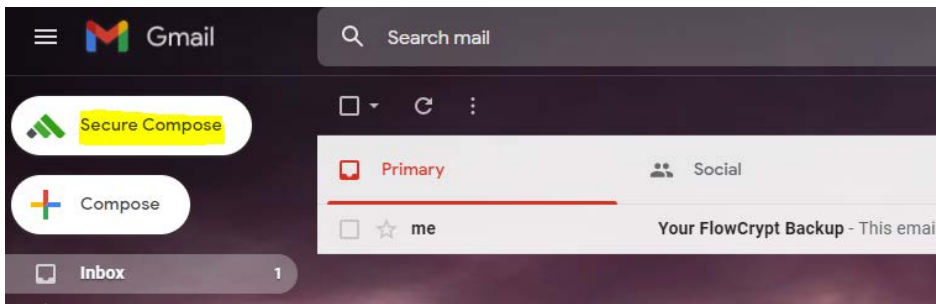 Gmail
Search mail
Secure Compose
Primary
Social
Compose
me
Your FlowCrypt Backup - This emai
Inbox
1